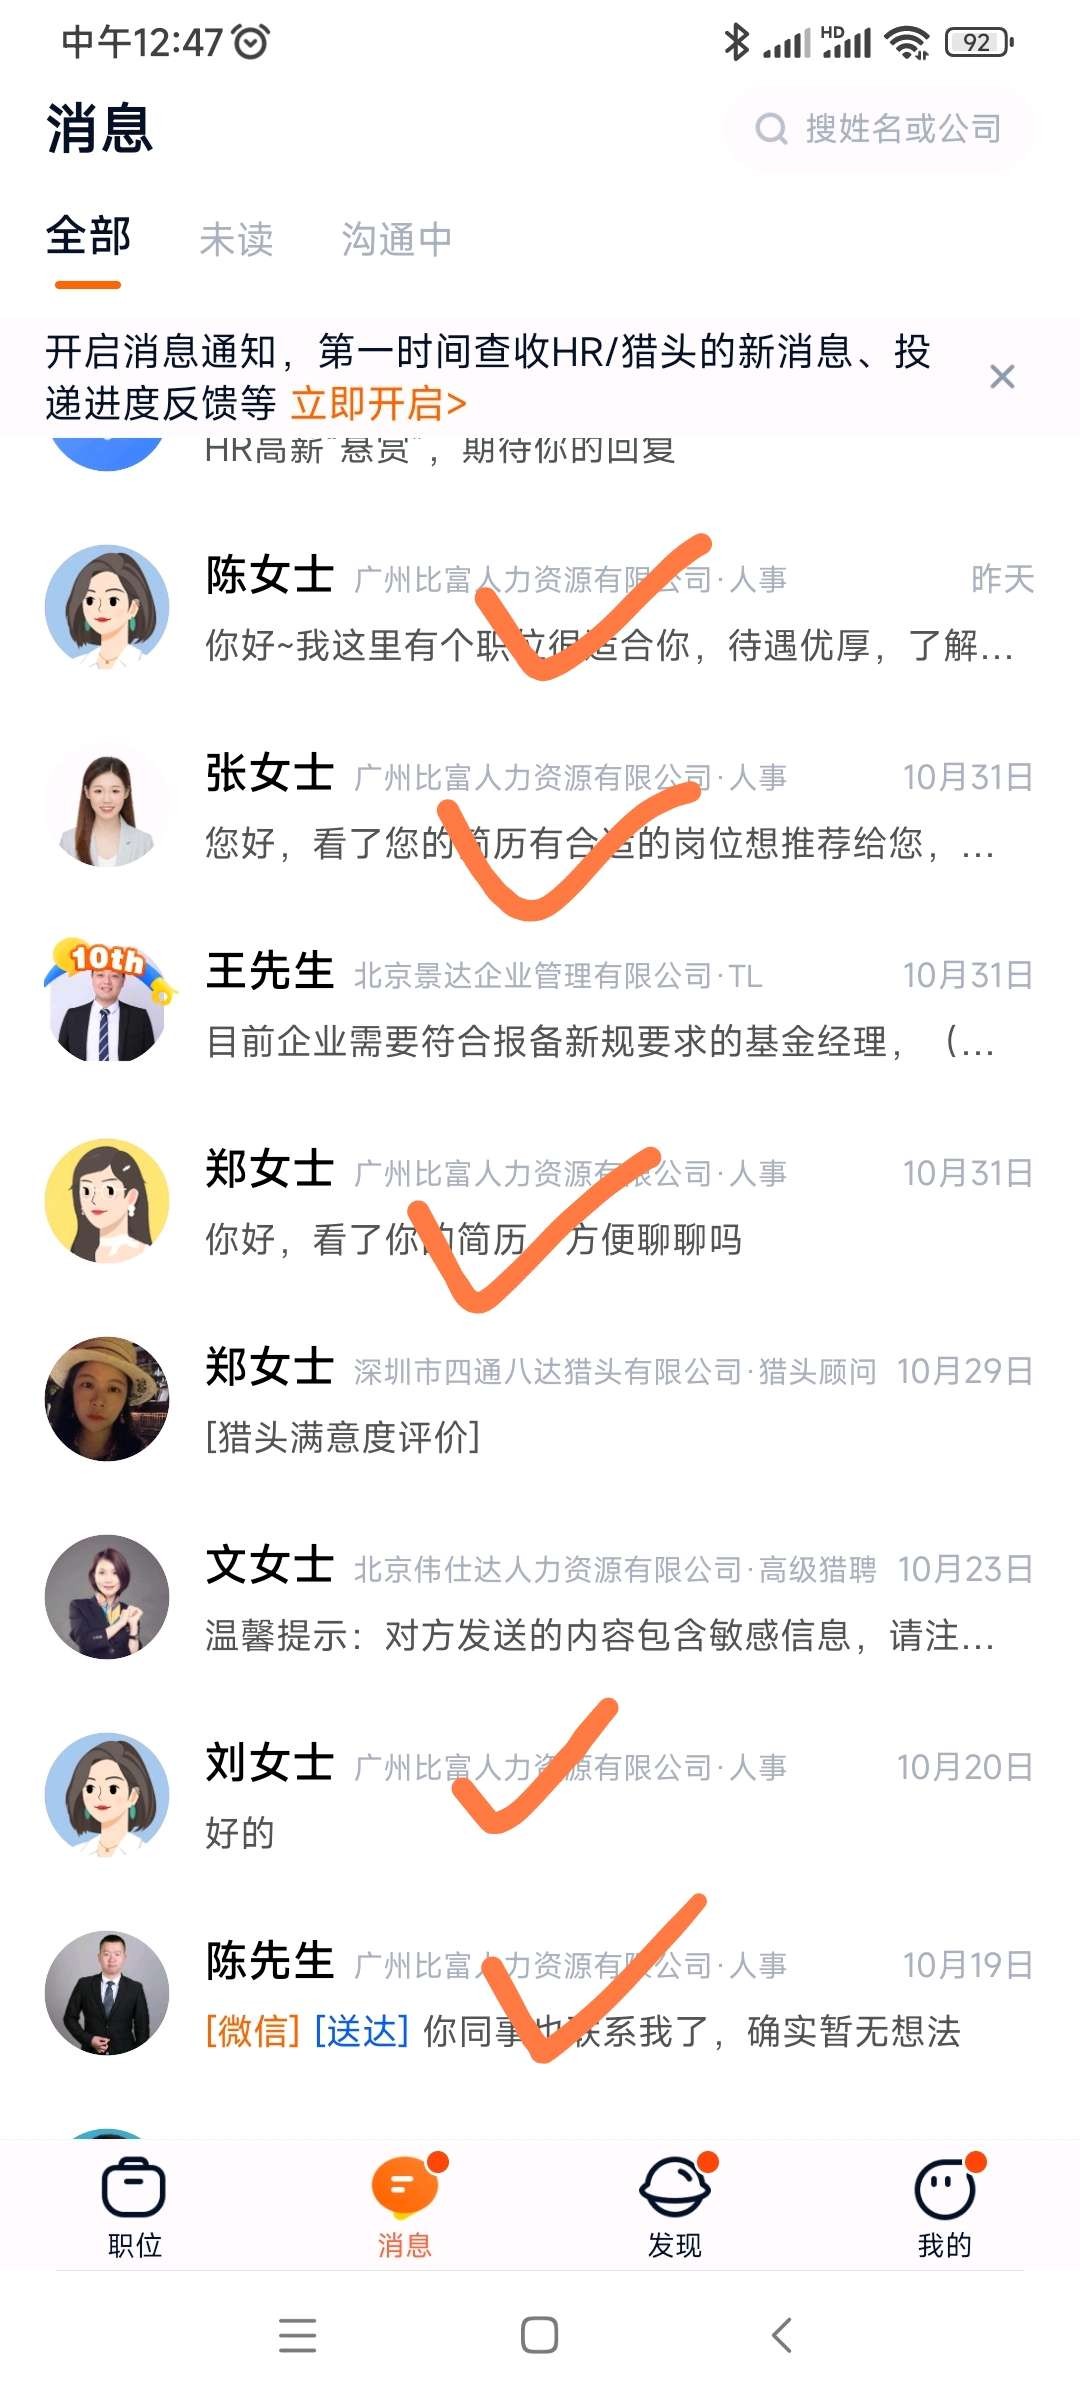 中午12:47
HD
92
消息
搜姓名或公司
全部 未读 沟通中
开启消息通知，第一时间查收HR/猎头的新消息、投
递进度反馈等 立即开启>
HR高薪"悬赏"，期待你的回复
陈女士 广州比富人力资源有限公司·人事 昨天
你好~我这里有个职位很适合你，待遇优厚，了解...
张女士 广州比富人力资源有限公司·人事 10月31日
您好，看了您的简历有合适的岗位想推荐给您，...
10th
王先生 北京景达企业管理有限公司·TL 10月31日
目前企业需要符合报备新规要求的基金经理，（...
郑女士 广州比富人力资源有限公司·人事 10月31日
你好，看了你的简历，方便聊聊吗
郑女士 深圳市四通八达猎头有限公司·猎头顾问 10月29日
[猎头满意度评价]
文女士 北京伟仕达人力资源有限公司·高级猎聘 10月23日
温馨提示：对方发送的内容包含敏感信息，请注...
刘女士 广州比富人力资源有限公司·人事 10月20日
好的
陈先生 广州比富人力资源有限公司·人事 10月19日
[微信] [送达] 你同事也联系我了，确实暂无想法
职位 消息 发现 我的